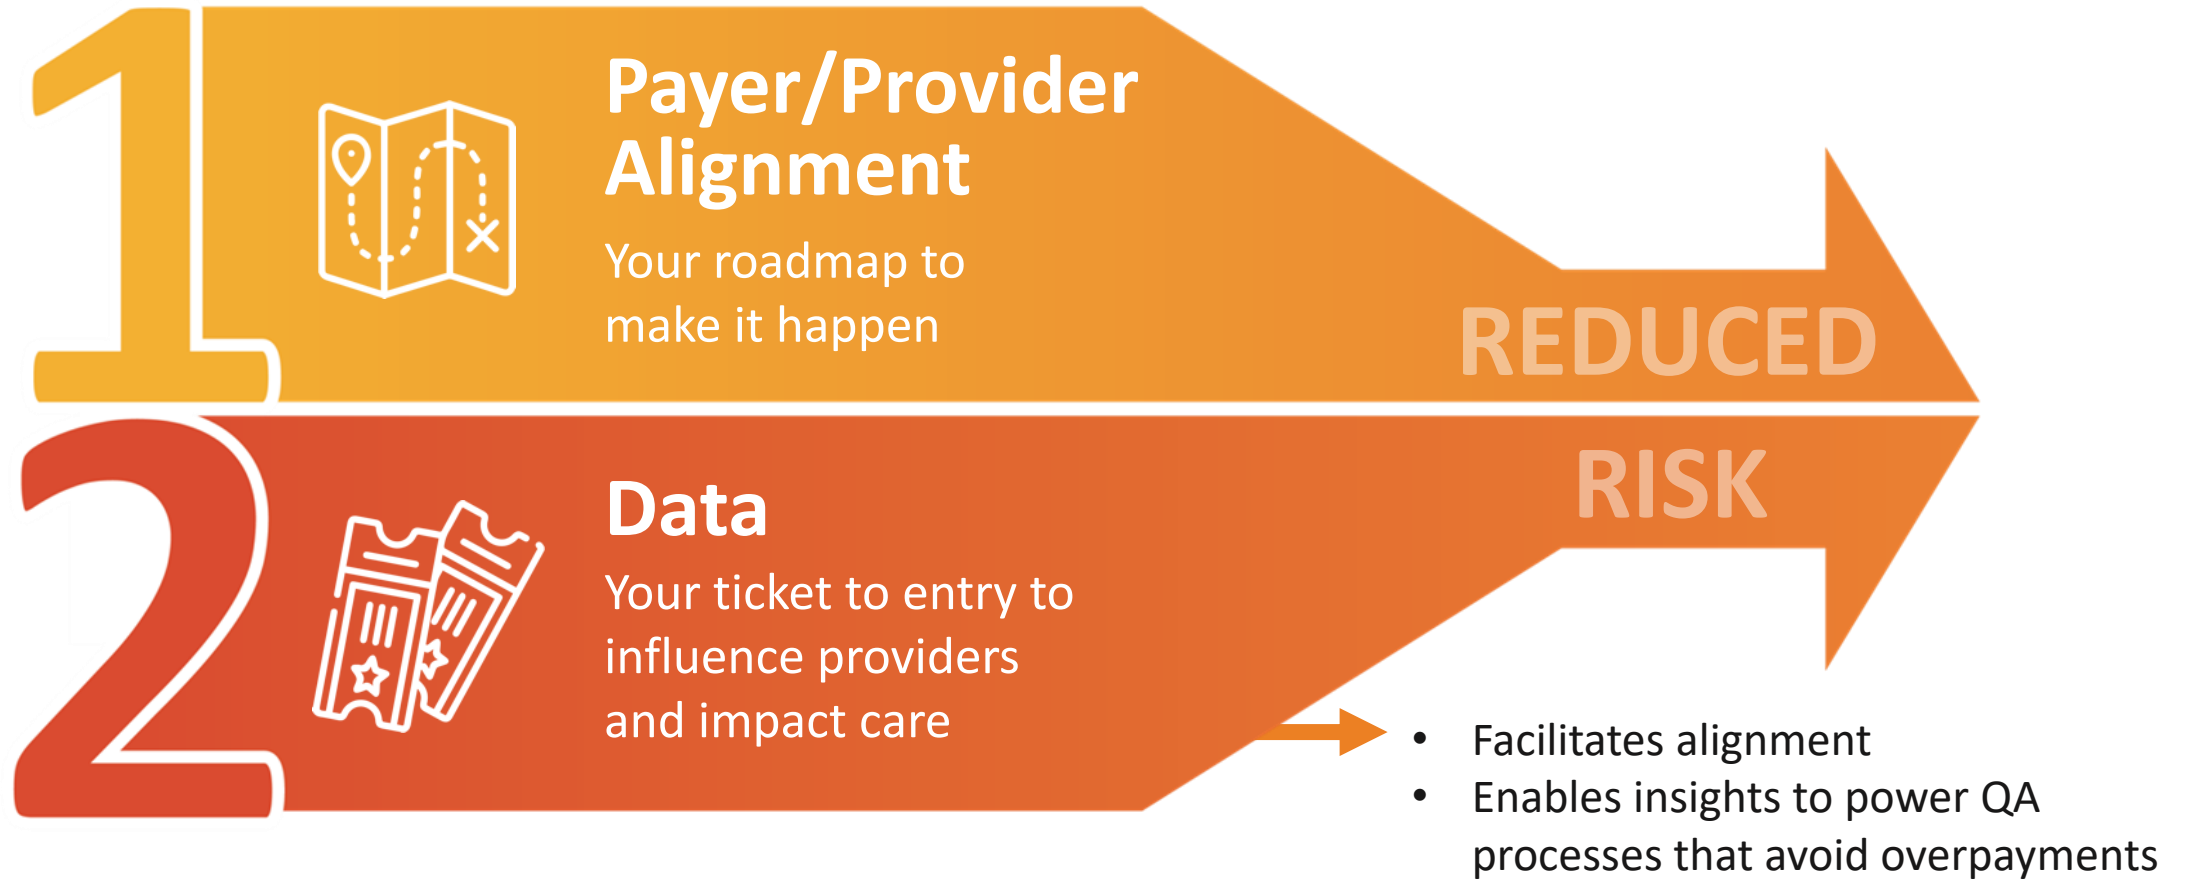 1
Payer/Provider
Alignment
Your roadmap to
make it happen
REDUCED
2
Data
Your ticket to entry to
influence providers
and impact care
RISK
• Facilitates alignment
• Enables insights to power QA
processes that avoid overpayments